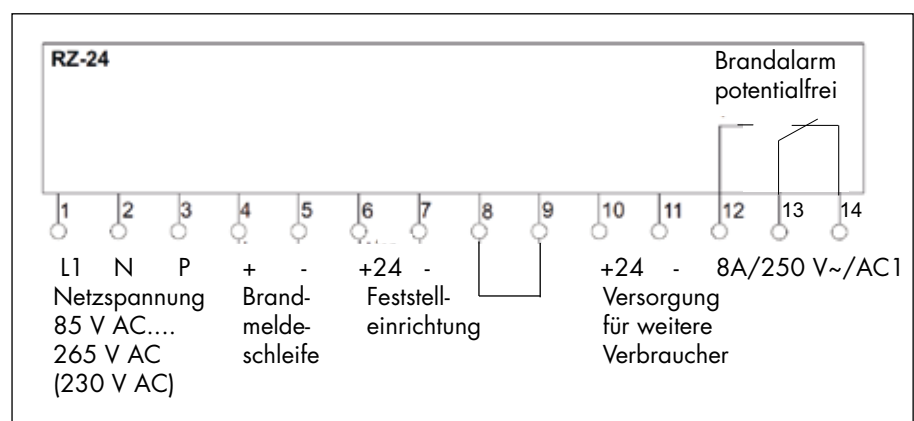 RZ-24
Brandalarm
potentialfrei
1 2 3 4 5 6 7 8 9 10 11 12 13 14
L1 N P + - +24 - +24 - 8A/250 V~/AC1
Netzspannung
85 V AC....
265 V AC
(230 V AC)
Brand-
melde-
schleife
Feststell-
einrichtung
Versorgung
für weitere
Verbraucher